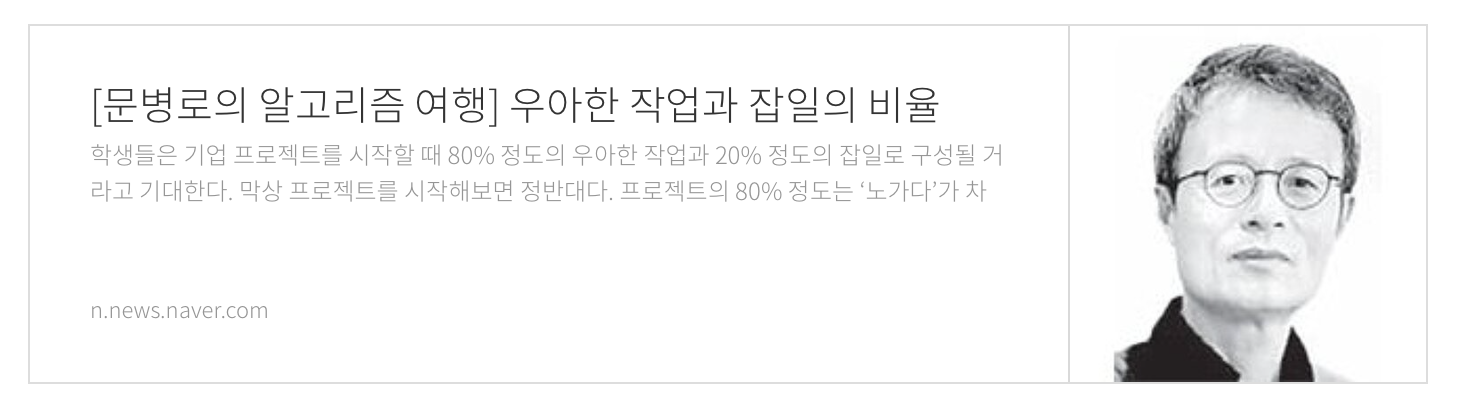 [문병로의 알고리즘 여행] 우아한 작업과 잡일의 비율
학생들은 기업 프로젝트를 시작할 때 80% 정도의 우아한 작업과 20% 정도의 잡일로 구성될 거
라고 기대한다. 막상 프로젝트를 시작해보면 정반대다. 프로젝트의 80% 정도는 ‘노가다’가 차
n.news.naver.com